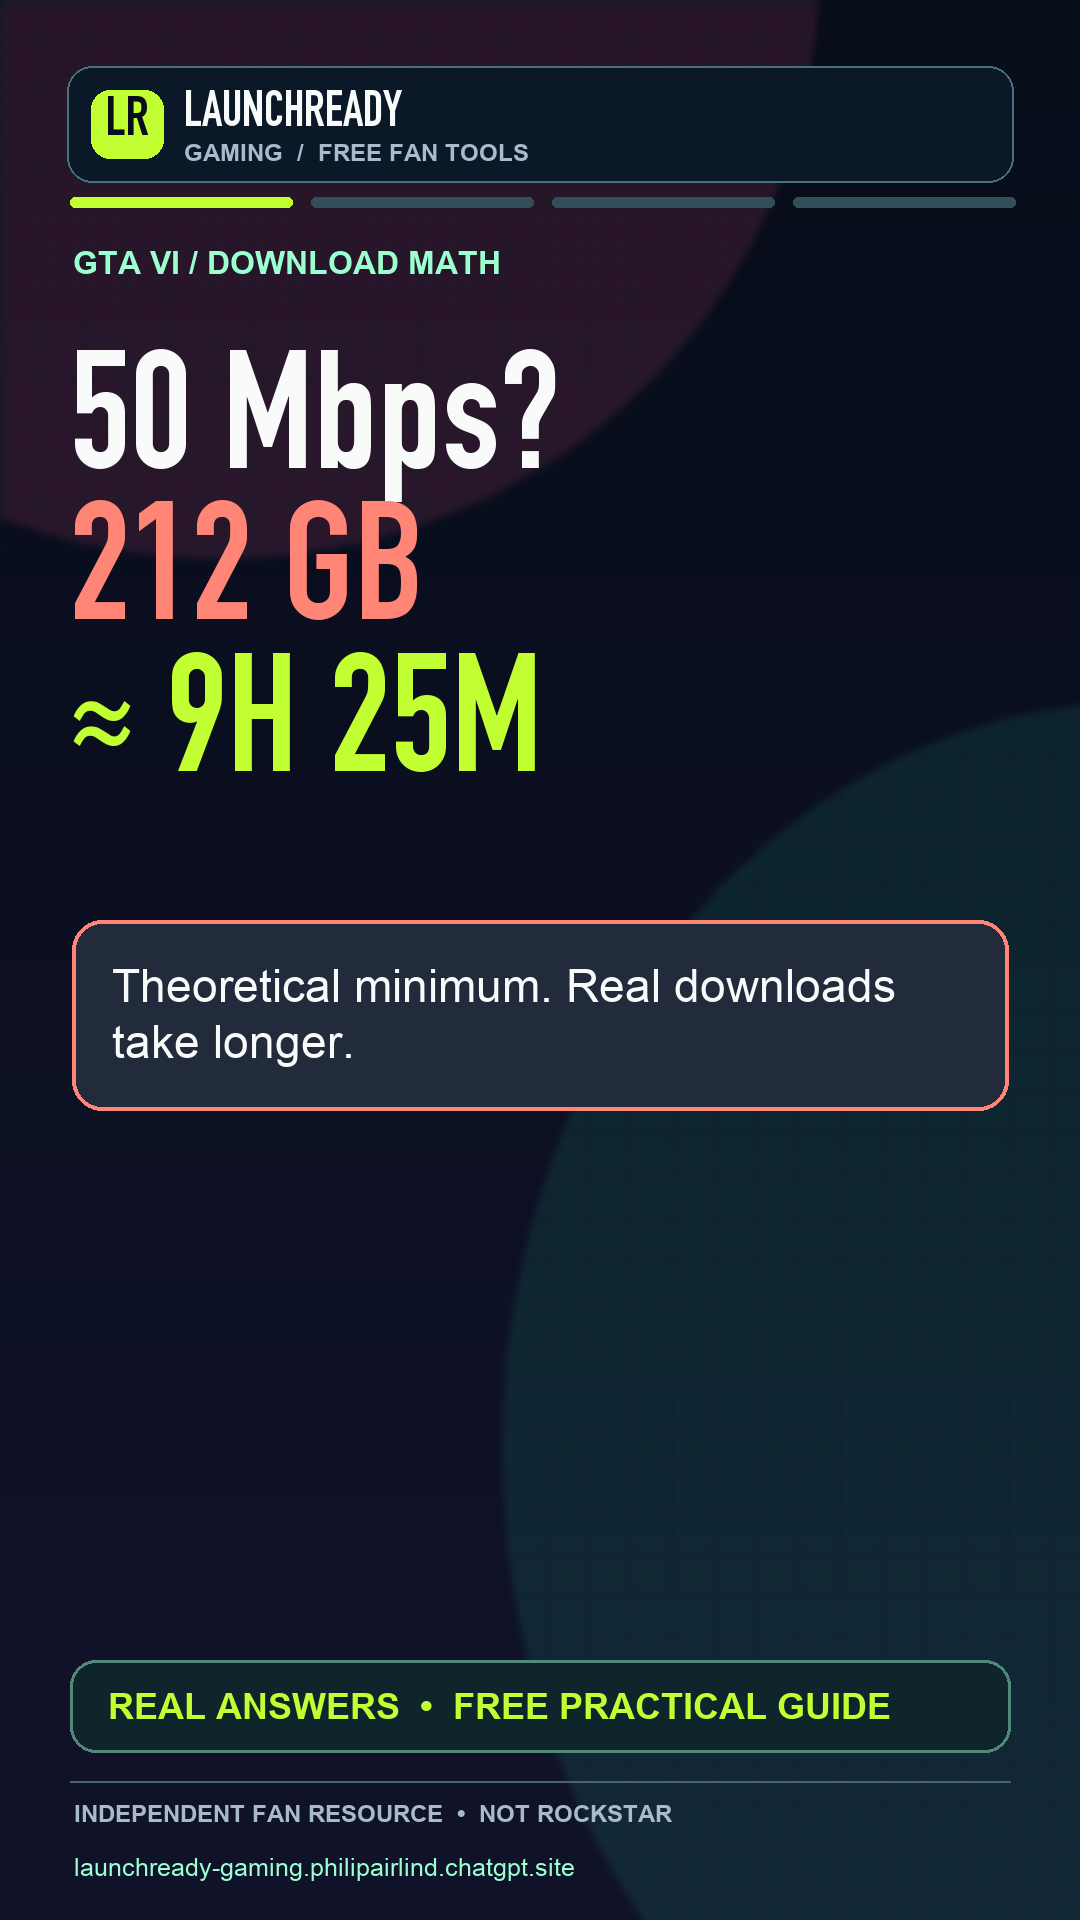 LR
LAUNCHREADY
GAMING / FREE FAN TOOLS
GTA VI / DOWNLOAD MATH
50 Mbps?
212 GB
≈ 9H 25M
Theoretical minimum. Real downloads
take longer.
REAL ANSWERS • FREE PRACTICAL GUIDE
INDEPENDENT FAN RESOURCE • NOT ROCKSTAR
launchready-gaming.philipairlind.chatgpt.site